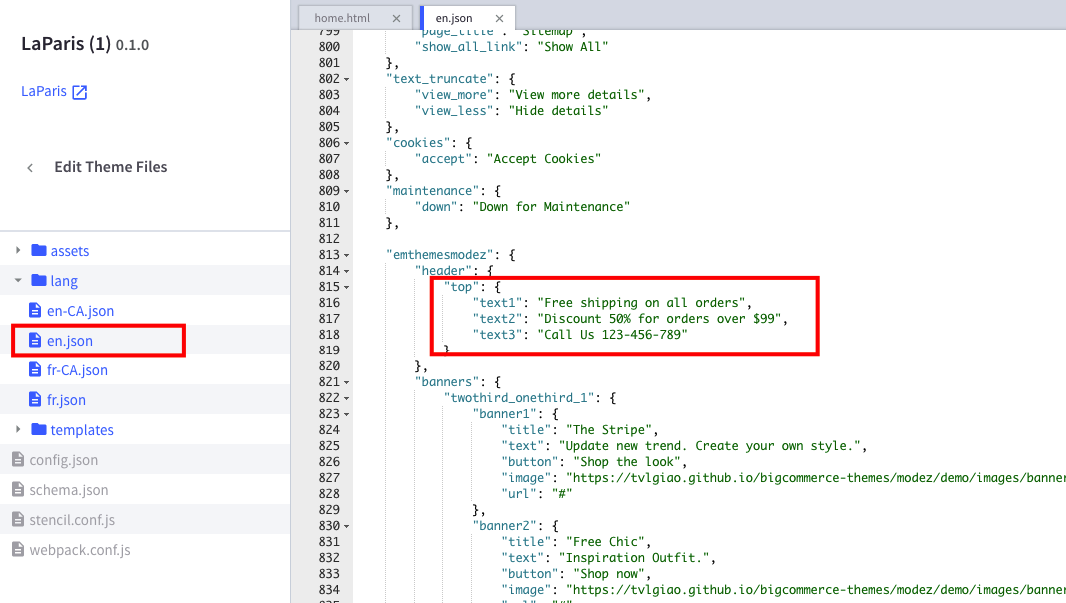 LaParis (1) 0.1.0
LaParis
Edit Theme Files
assets
lang
en-CA.json
en.json
fr-CA.json
fr.json
templates
config.json
schema.json
stencil.conf.js
webpack.conf.js
home.html
en.json
799 "page_title": "Sitemap",
800 "show_all_link": "Show All"
801 },
802 "text_truncate": {
803 "view_more": "View more details",
804 "view_less": "Hide details"
805 },
806 "cookies": {
807 "accept": "Accept Cookies"
808 },
809 "maintenance": {
810 "down": "Down for Maintenance"
811 },
812
813 "emthemesmodez": {
814 "header": {
815 "top": {
816 "text1": "Free shipping on all orders",
817 "text2": "Discount 50% for orders over $99",
818 "text3": "Call Us 123-456-789"
819 }
820 },
821 "banners": {
822 "twothird_onethird_1": {
823 "banner1": {
824 "title": "The Stripe",
825 "text": "Update new trend. Create your own style.",
826 "button": "Shop the look",
827 "image": "https://tvlgiao.github.io/bigcommerce-themes/modez/demo/images/banner
828 "url": "#"
829 },
830 "banner2": {
831 "title": "Free Chic",
832 "text": "Inspiration Outfit.",
833 "button": "Shop now",
834 "image": "https://tvlgiao.github.io/bigcommerce-themes/modez/demo/images/banner
835 "url": "#"